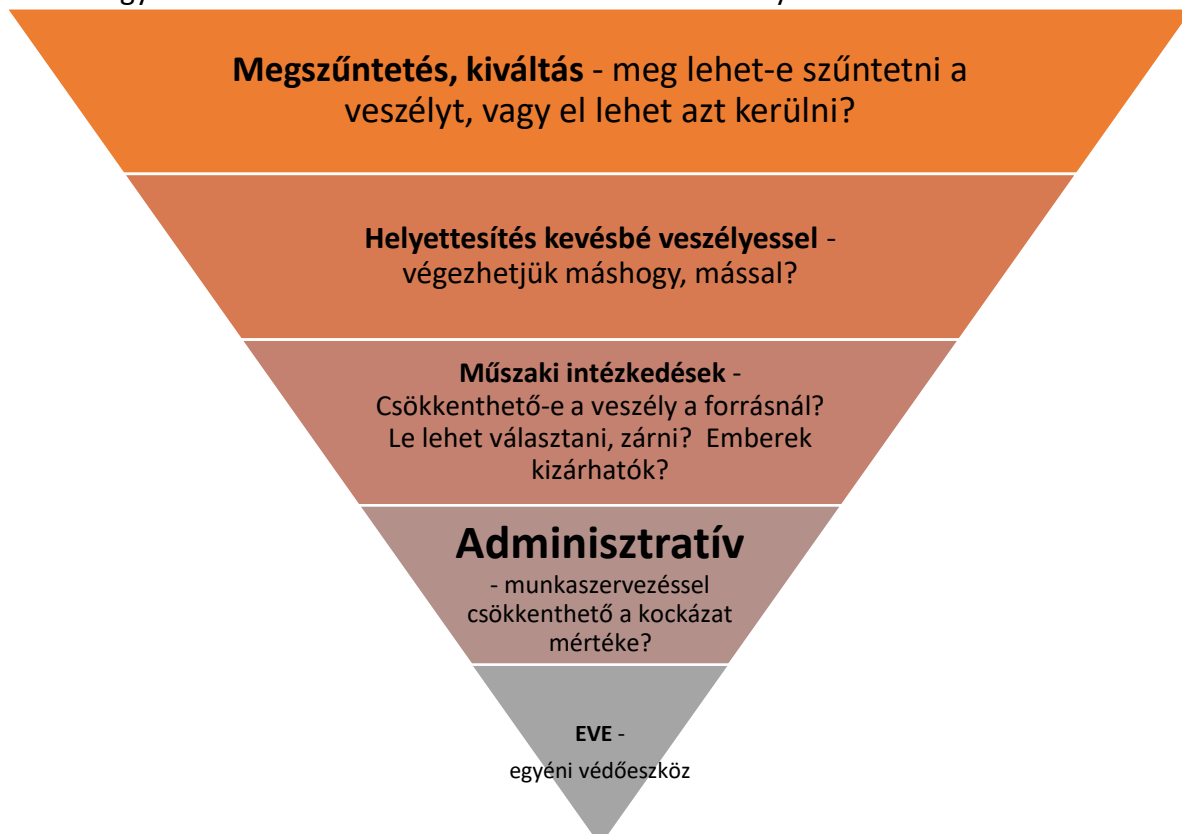 Megszűntetés, kiváltás - meg lehet-e szűntetni a
veszélyt, vagy el lehet azt kerülni?
Helyettesítés kevésbé veszélyessel -
végezhetjük máshogy, mással?
Műszaki intézkedések -
Csökkenthető-e a veszély a forrásnál?
Le lehet választani, zárni?  Emberek
kizárhatók?
Adminisztratív
- munkaszervezéssel
csökkenthető a kockázat
mértéke?
EVE -
egyéni védőeszköz